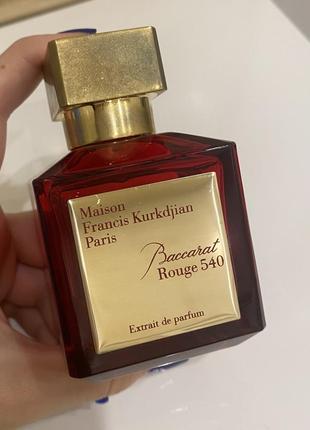 Maison
Francis Kurkdjian
Paris
Baccarat
Rouge 540
Extrait de parfum